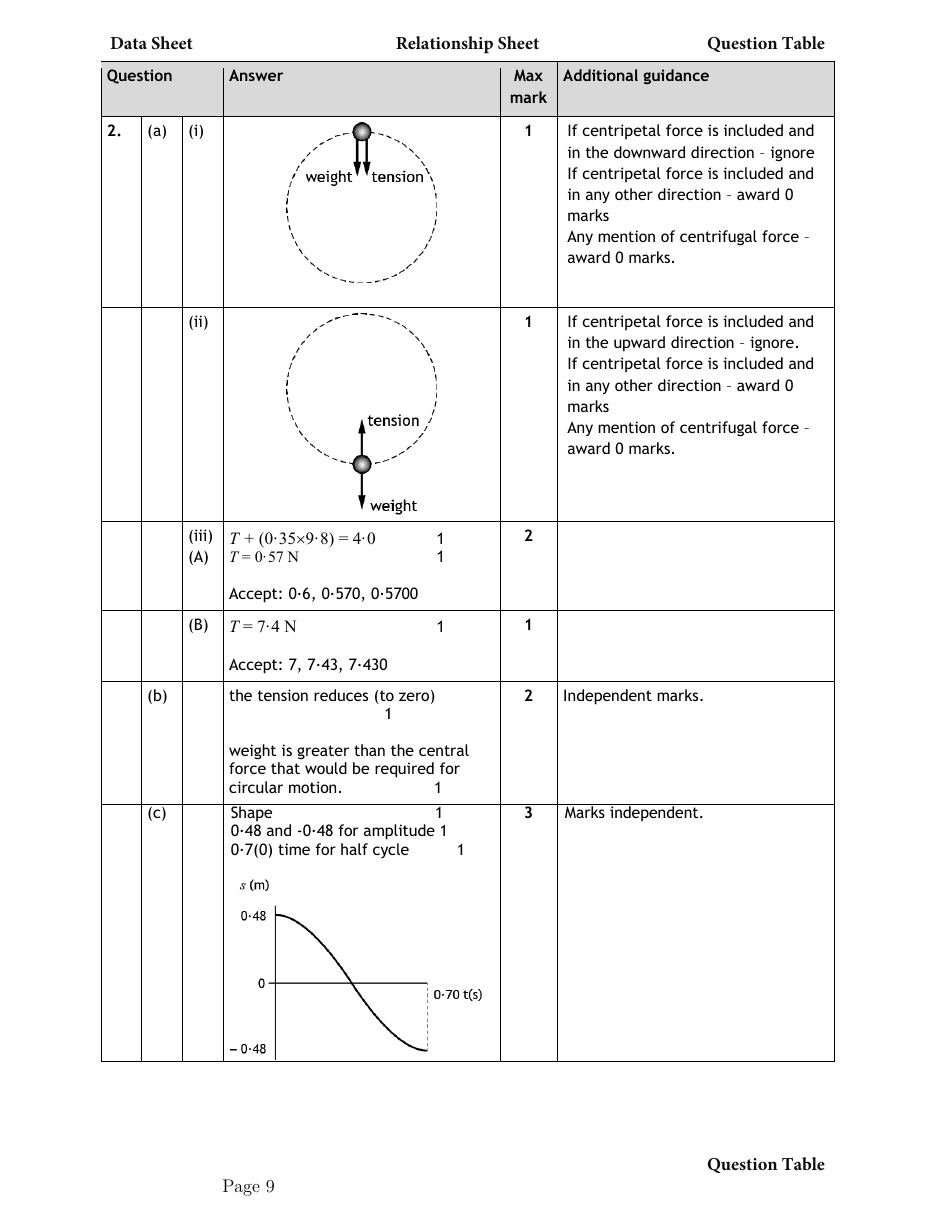 Data Sheet Relationship Sheet Question Table
Question Answer Max mark Additional guidance
2. (a) (i) 1
weight tension
If centripetal force is included and
in the downward direction – ignore
If centripetal force is included and
in any other direction – award 0
marks
Any mention of centrifugal force –
award 0 marks.
(ii) 1
tension
weight
If centripetal force is included and
in the upward direction – ignore.
If centripetal force is included and
in any other direction – award 0
marks
Any mention of centrifugal force –
award 0 marks.
(iii) T + (0·35×9·8) = 4·0 1 2
(A) T = 0·57 N 1
Accept: 0·6, 0·570, 0·5700
(B) T = 7·4 N 1 1
Accept: 7, 7·43, 7·430
(b) the tension reduces (to zero) 2 Independent marks.
1
weight is greater than the central
force that would be required for
circular motion. 1
(c) Shape 1 3 Marks independent.
0·48 and -0·48 for amplitude 1
0·7(0) time for half cycle 1
s (m)
0·48
0
0·70 t(s)
– 0·48
Question Table
Page 9